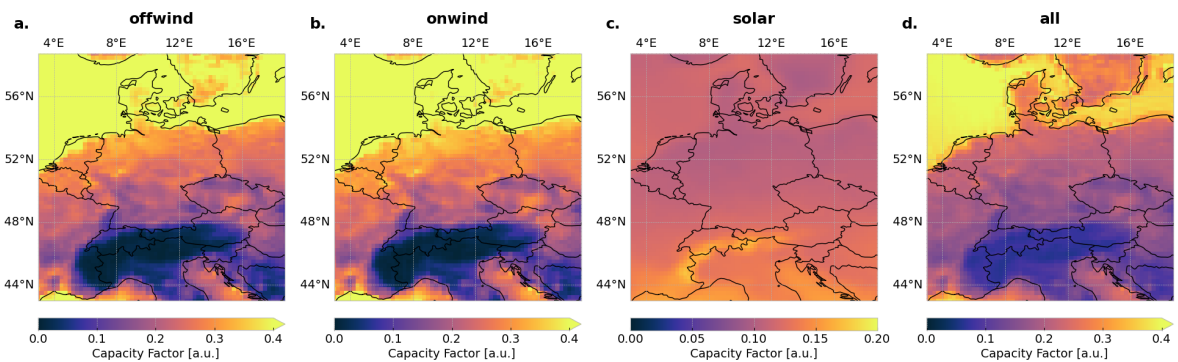 a. offwind
4°E 8°E 12°E 16°E
56°N
52°N
48°N
44°N
0.0 0.1 0.2 0.3 0.4
Capacity Factor [a.u.]
b. onwind
4°E 8°E 12°E 16°E
56°N
52°N
48°N
44°N
0.0 0.1 0.2 0.3 0.4
Capacity Factor [a.u.]
c. solar
4°E 8°E 12°E 16°E
56°N
52°N
48°N
44°N
0.00 0.05 0.10 0.15 0.20
Capacity Factor [a.u.]
d. all
4°E 8°E 12°E 16°E
56°N
52°N
48°N
44°N
0.0 0.1 0.2 0.3 0.4
Capacity Factor [a.u.]